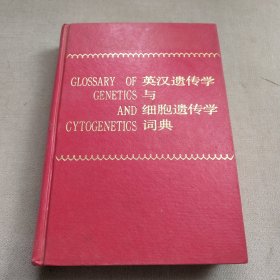 GLOSSARY OF 英汉遗传学
GENETICS 与
AND 细胞遗传学
CYTOGENETICS 词典